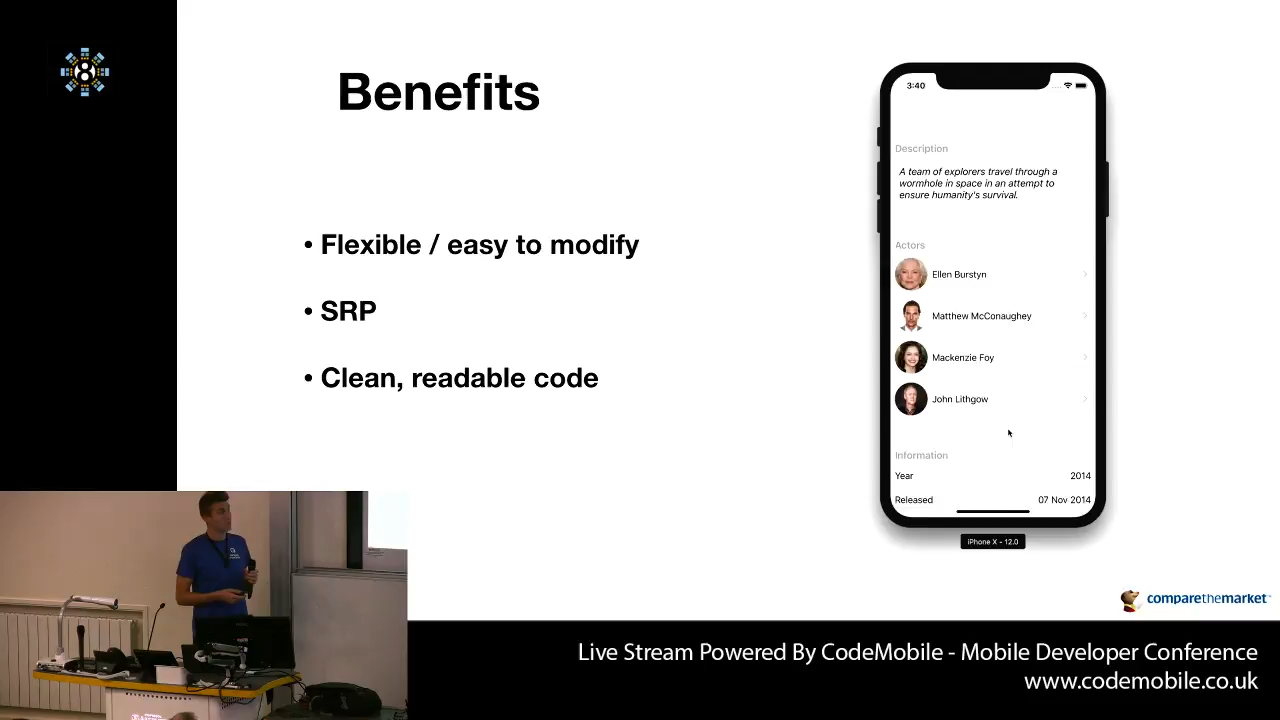 8
Benefits
• Flexible / easy to modify
• SRP
• Clean, readable code
3:40
Description
A team of explorers travel through a
wormhole in space in an attempt to
ensure humanity's survival.
Actors
Ellen Burstyn
Matthew McConaughey
Mackenzie Foy
John Lithgow
Information
Year 2014
Released 07 Nov 2014
iPhone X - 12.0
comparethemarket
Live Stream Powered By CodeMobile - Mobile Developer Conference
www.codemobile.co.uk